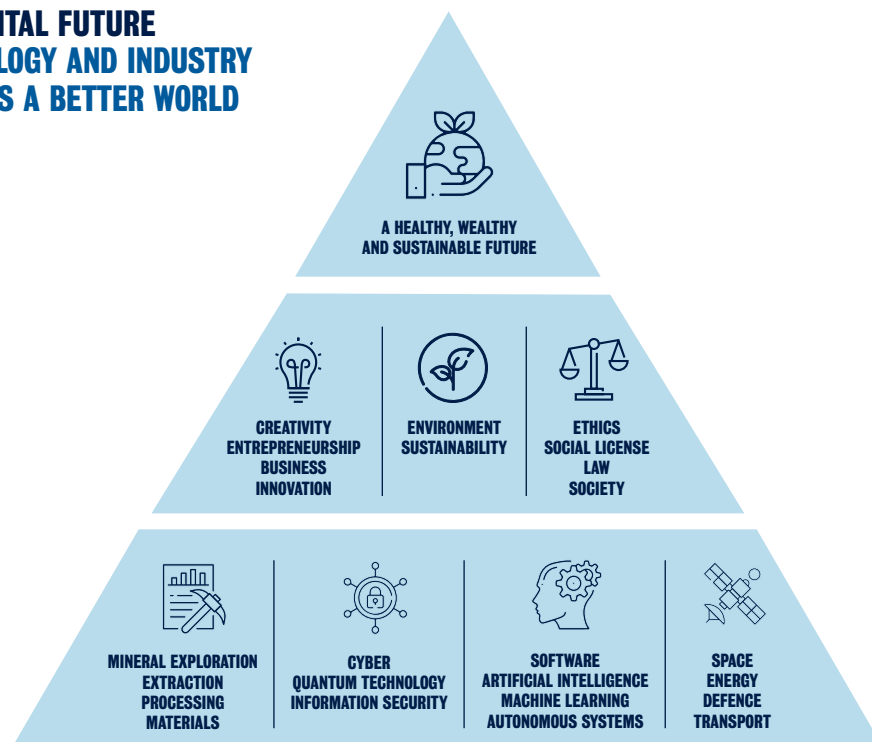 ITAL FUTURE
LOGY AND INDUSTRY
S A BETTER WORLD
A HEALTHY, WEALTHY
AND SUSTAINABLE FUTURE
CREATIVITY
ENTREPRENEURSHIP
BUSINESS
INNOVATION
ENVIRONMENT
SUSTAINABILITY
ETHICS
SOCIAL LICENSE
LAW
SOCIETY
MINERAL EXPLORATION
EXTRACTION
PROCESSING
MATERIALS
CYBER
QUANTUM TECHNOLOGY
INFORMATION SECURITY
SOFTWARE
ARTIFICIAL INTELLIGENCE
MACHINE LEARNING
AUTONOMOUS SYSTEMS
SPACE
ENERGY
DEFENCE
TRANSPORT